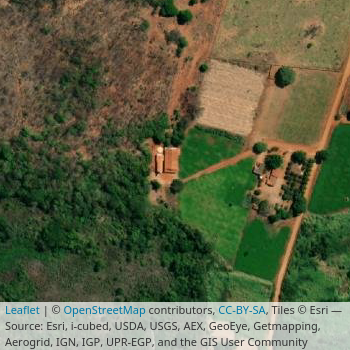 Leaflet | © OpenStreetMap contributors, CC-BY-SA, Tiles © Esri —
Source: Esri, i-cubed, USDA, USGS, AEX, GeoEye, Getmapping,
Aerogrid, IGN, IGP, UPR-EGP, and the GIS User Community